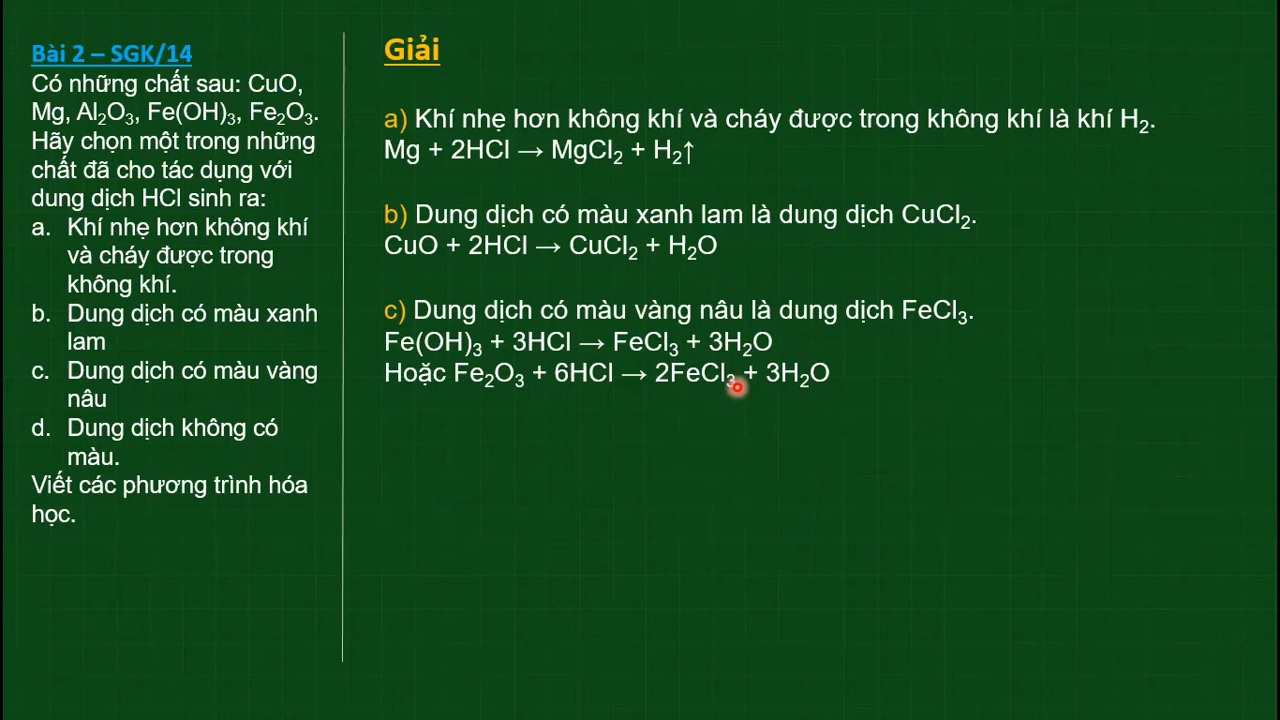 Bài 2 – SGK/14
Có những chất sau: CuO,
Mg, Al₂O₃, Fe(OH)₃, Fe₂O₃.
Hãy chọn một trong những
chất đã cho tác dụng với
dung dịch HCl sinh ra:
a. Khí nhẹ hơn không khí
và cháy được trong
không khí.
b. Dung dịch có màu xanh
lam
c. Dung dịch có màu vàng
nâu
d. Dung dịch không có
màu.
Viết các phương trình hóa
học.
Giải
a) Khí nhẹ hơn không khí và cháy được trong không khí là khí H₂.
Mg + 2HCl → MgCl₂ + H₂↑
b) Dung dịch có màu xanh lam là dung dịch CuCl₂.
CuO + 2HCl → CuCl₂ + H₂O
c) Dung dịch có màu vàng nâu là dung dịch FeCl₃.
Fe(OH)₃ + 3HCl → FeCl₃ + 3H₂O
Hoặc Fe₂O₃ + 6HCl → 2FeCl₃ + 3H₂O